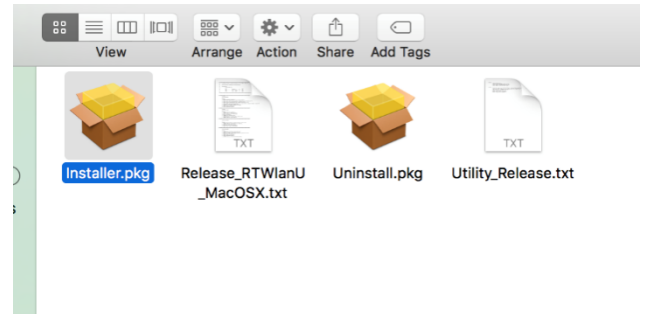 View Arrange Action Share Add Tags
TXT TXT
Installer.pkg Release_RTWlanU Uninstall.pkg Utility_Release.txt
_MacOSX.txt
s